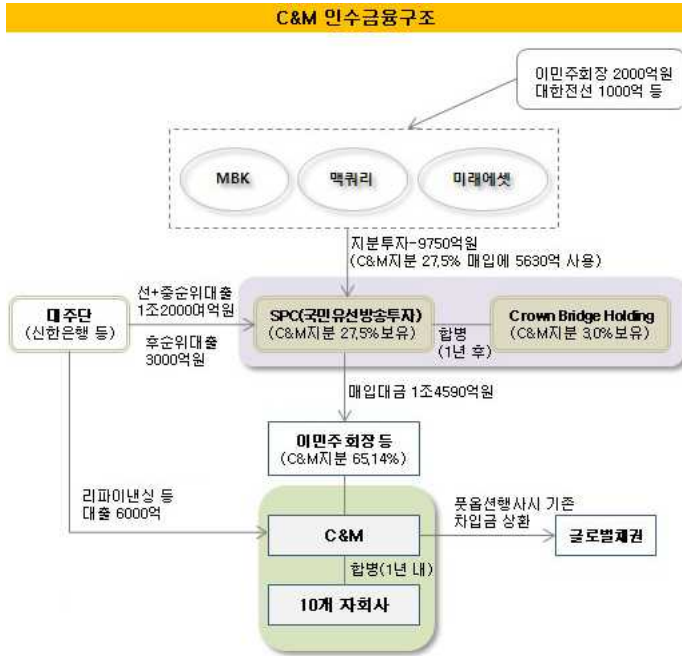 C&M 인수금융구조
이민주회장 2000억원
대한전선 1000억 등
MBK
맥쿼리
미래에셋
지분투자-9750억원
(C&M지분 27,5% 매입에 5630억 사용)
대주단
(신한은행 등)
선+중순위대출
1조2000여억원
후순위대출
3000억원
SPC(국민유선방송투자)
(C&M지분 27,5%보유)
합병
(1년 후)
Crown Bridge Holding
(C&M지분 3,0%보유)
매입대금 1조4590억원
이민주회장 등
(C&M지분 65,14%)
리파이낸싱 등
대출 6000억
C&M
풋옵션행사시 기존
차입금 상환
글로벌채권
합병(1년 내)
10개 자회사